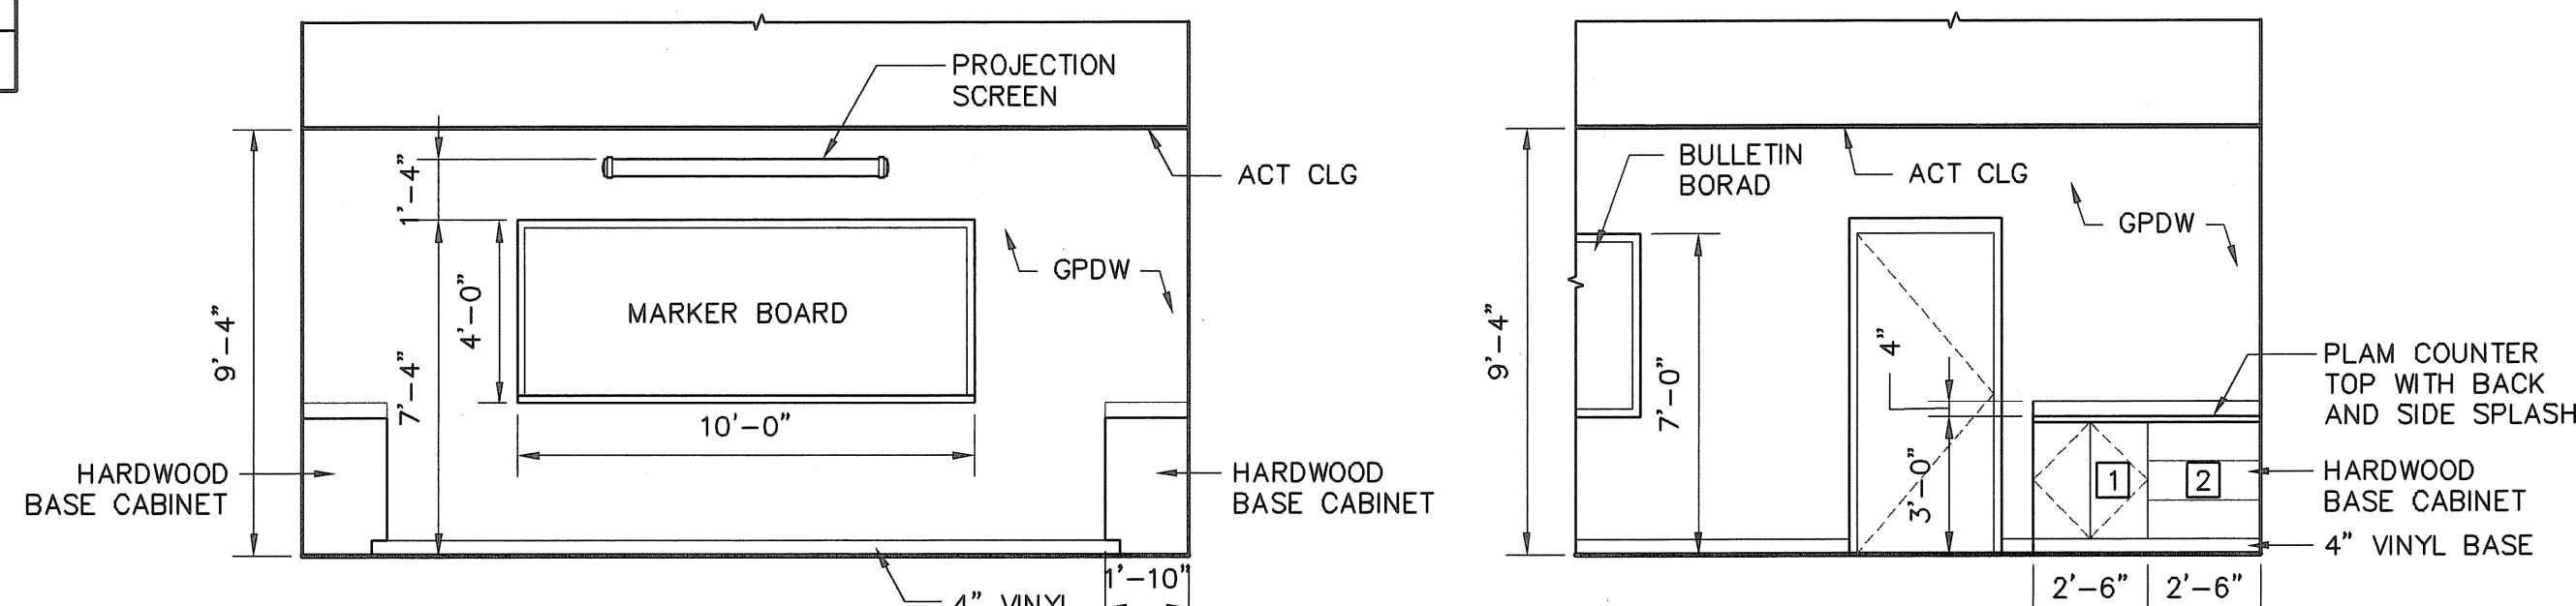 PROJECTION
SCREEN
ACT CLG
1'-4"
GPDW
MARKER BOARD
4'-0"
9'-4"
7'-4"
10'-0"
HARDWOOD
BASE CABINET
HARDWOOD
BASE CABINET
1'-10"
4" VINYL
BULLETIN
BORAD
ACT CLG
GPDW
9'-4"
7'-0"
4"
PLAM COUNTER
TOP WITH BACK
AND SIDE SPLASH
3'-0"
1
2
HARDWOOD
BASE CABINET
4" VINYL BASE
2'-6"
2'-6"